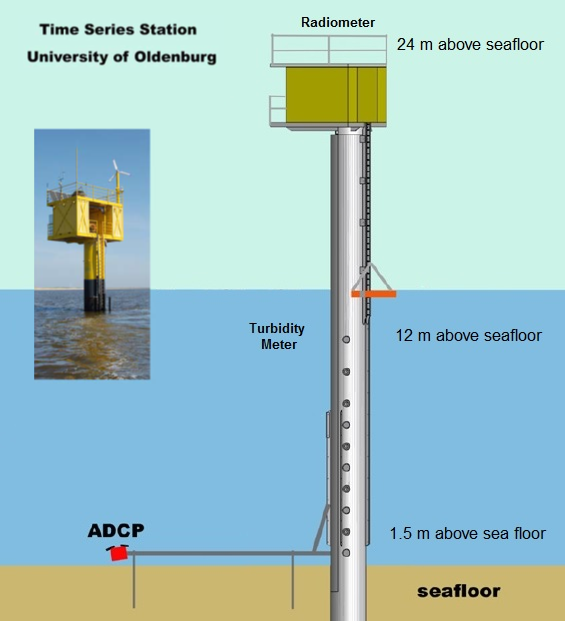 Time Series Station
University of Oldenburg
Radiometer
24 m above seafloor
Turbidity
Meter
12 m above seafloor
ADCP
1.5 m above sea floor
seafloor